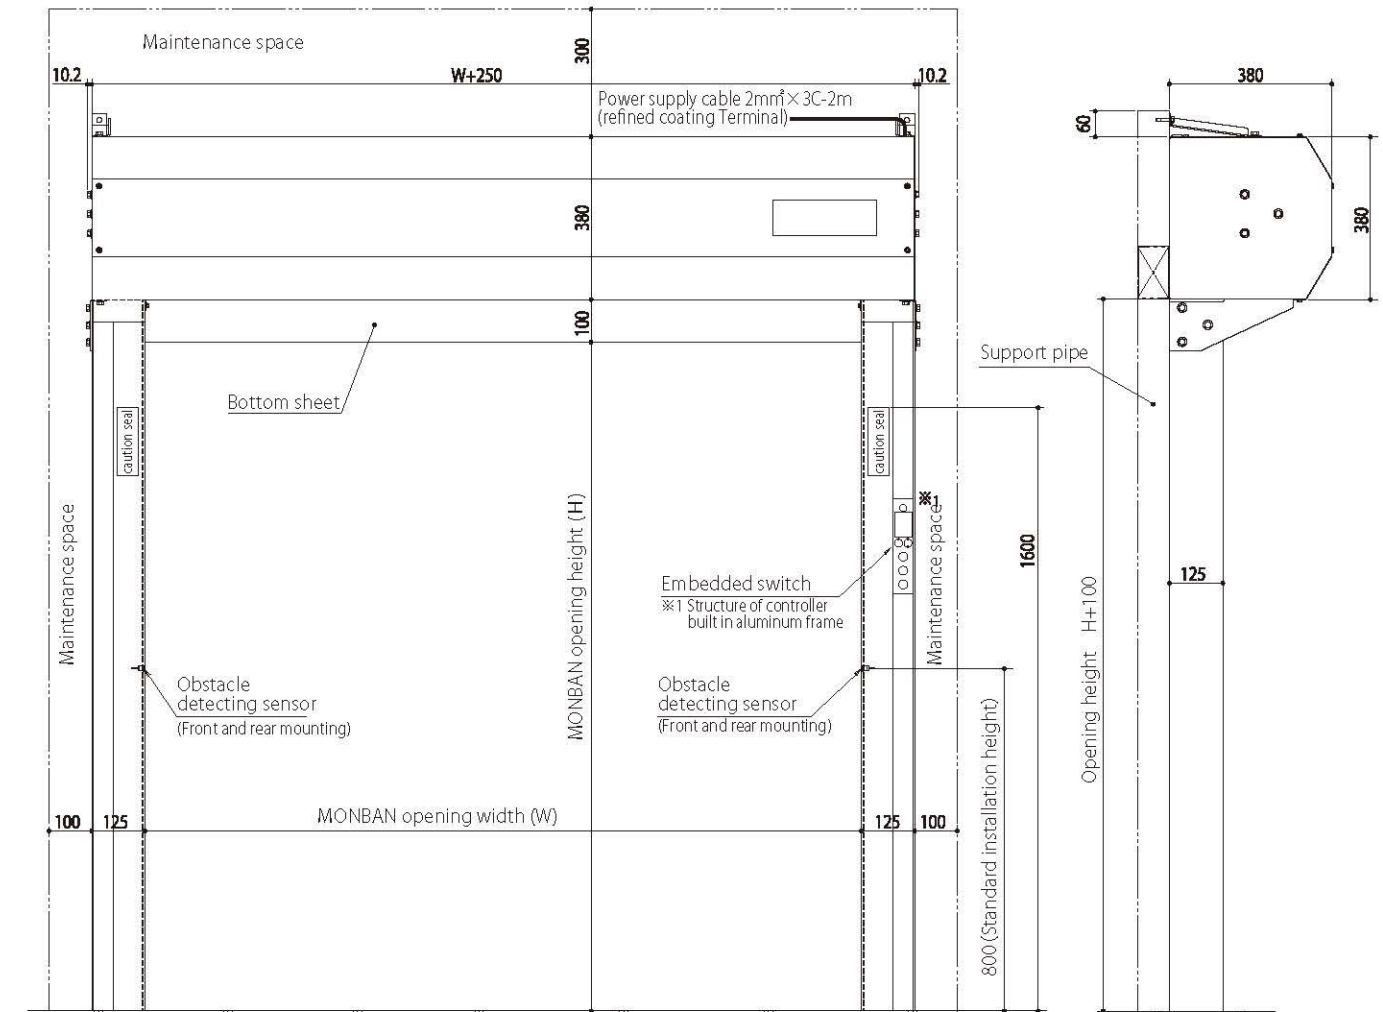 Maintenance space
300
10.2
W+250
10.2
380
Power supply cable 2mm²×3C-2m
(refined coating Terminal)
60
380
380
100
Support pipe
Bottom sheet
caution seal
caution seal
※1
Maintenance space
MONBAN opening height (H)
Maintenance space
1600
125
Embedded switch
※1 Structure of controller
built in aluminum frame
Opening height H+100
Obstacle
detecting sensor
(Front and rear mounting)
Obstacle
detecting sensor
(Front and rear mounting)
800 (Standard installation height)
100
125
MONBAN opening width (W)
125
100